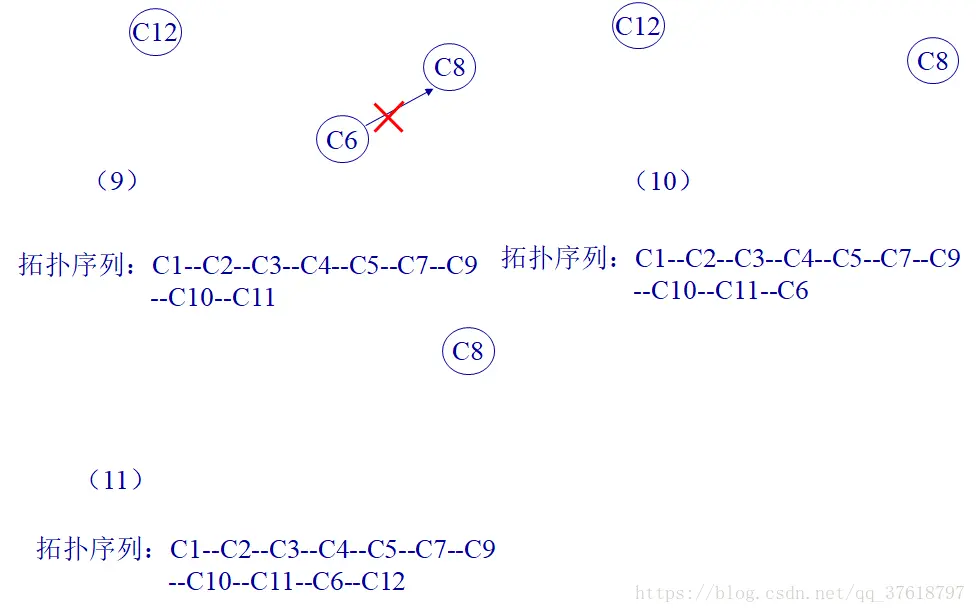 C12
C8
C6
（9）
拓扑序列：C1--C2--C3--C4--C5--C7--C9
--C10--C11
C12
C8
（10）
拓扑序列：C1--C2--C3--C4--C5--C7--C9
--C10--C11--C6
C8
（11）
拓扑序列：C1--C2--C3--C4--C5--C7--C9
--C10--C11--C6--C12
https://blog.csdn.net/qq_37618797